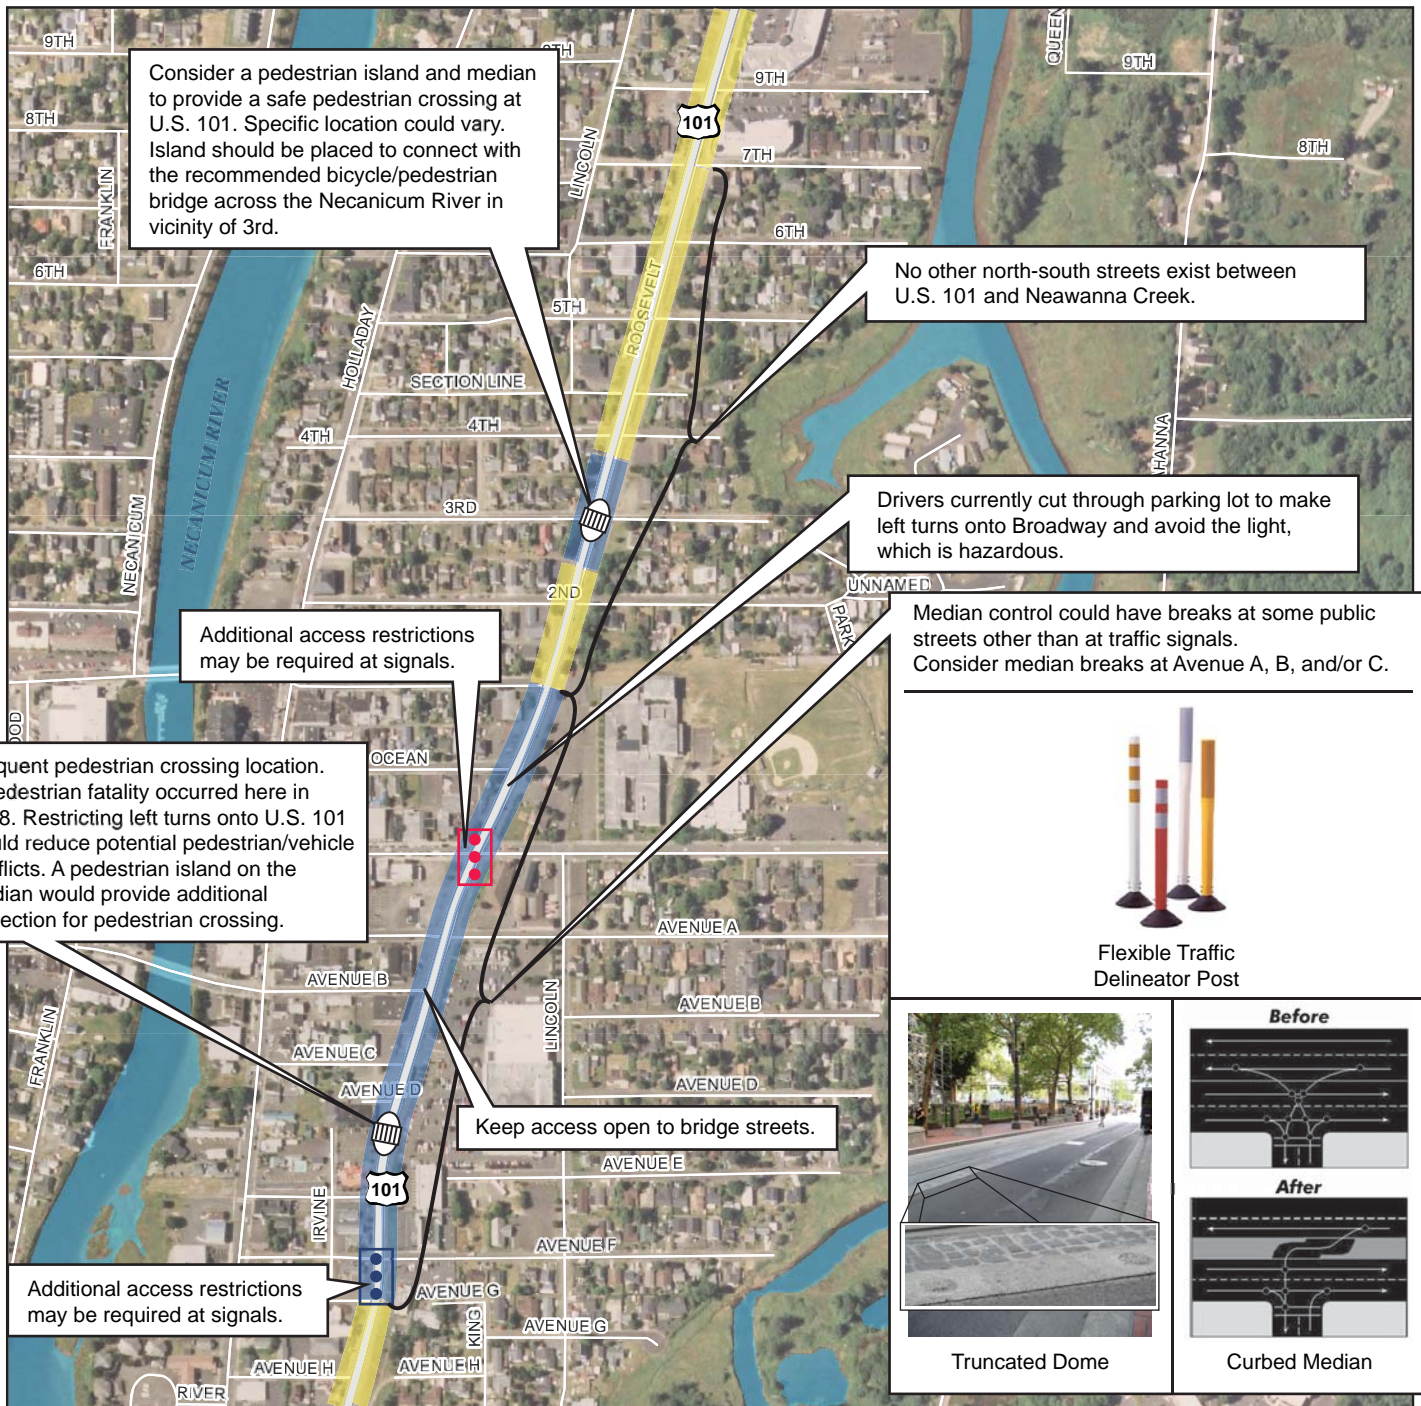 9TH
9TH
QUEEN
9TH
9TH
Consider a pedestrian island and median
to provide a safe pedestrian crossing at
U.S. 101. Specific location could vary.
Island should be placed to connect with
the recommended bicycle/pedestrian
bridge across the Necanicum River in
vicinity of 3rd.
101
8TH
LINCOLN
7TH
8TH
FRANKLIN
6TH
6TH
No other north-south streets exist between
U.S. 101 and Neawanna Creek.
5TH
ROOSEVELT
HOLLADAY
SECTION LINE
NECANICUM RIVER
4TH
4TH
AHANNA
3RD
NECANICUM
Drivers currently cut through parking lot to make
left turns onto Broadway and avoid the light,
which is hazardous.
2ND
UNNAMED
PARK
Additional access restrictions
may be required at signals.
Median control could have breaks at some public
streets other than at traffic signals.
Consider median breaks at Avenue A, B, and/or C.
OOD
OCEAN
quent pedestrian crossing location.
edestrian fatality occurred here in
8. Restricting left turns onto U.S. 101
uld reduce potential pedestrian/vehicle
flicts. A pedestrian island on the
dian would provide additional
ection for pedestrian crossing.
AVENUE A
Flexible Traffic
Delineator Post
AVENUE B
AVENUE B
LINCOLN
FRANKLIN
AVENUE C
AVENUE D
AVENUE D
Keep access open to bridge streets.
AVENUE E
101
IRVINE
AVENUE F
Additional access restrictions
may be required at signals.
AVENUE G
KING
AVENUE G
AVENUE H
AVENUE H
RIVER
Truncated Dome
Before
After
Curbed Median